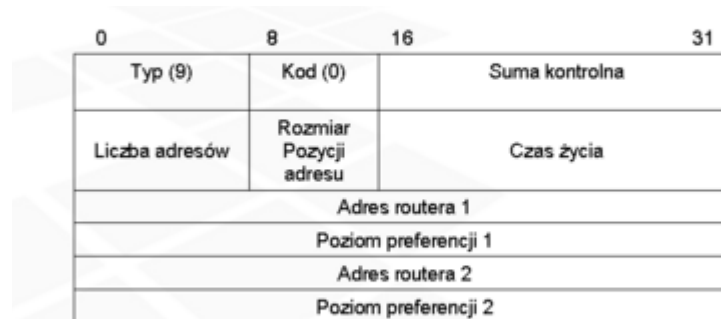 0 8 16 31
Typ (9) Kod (0) Suma kontrolna
Liczba adresów Rozmiar Pozycji adresu Czas życia
Adres routera 1
Poziom preferencji 1
Adres routera 2
Poziom preferencji 2